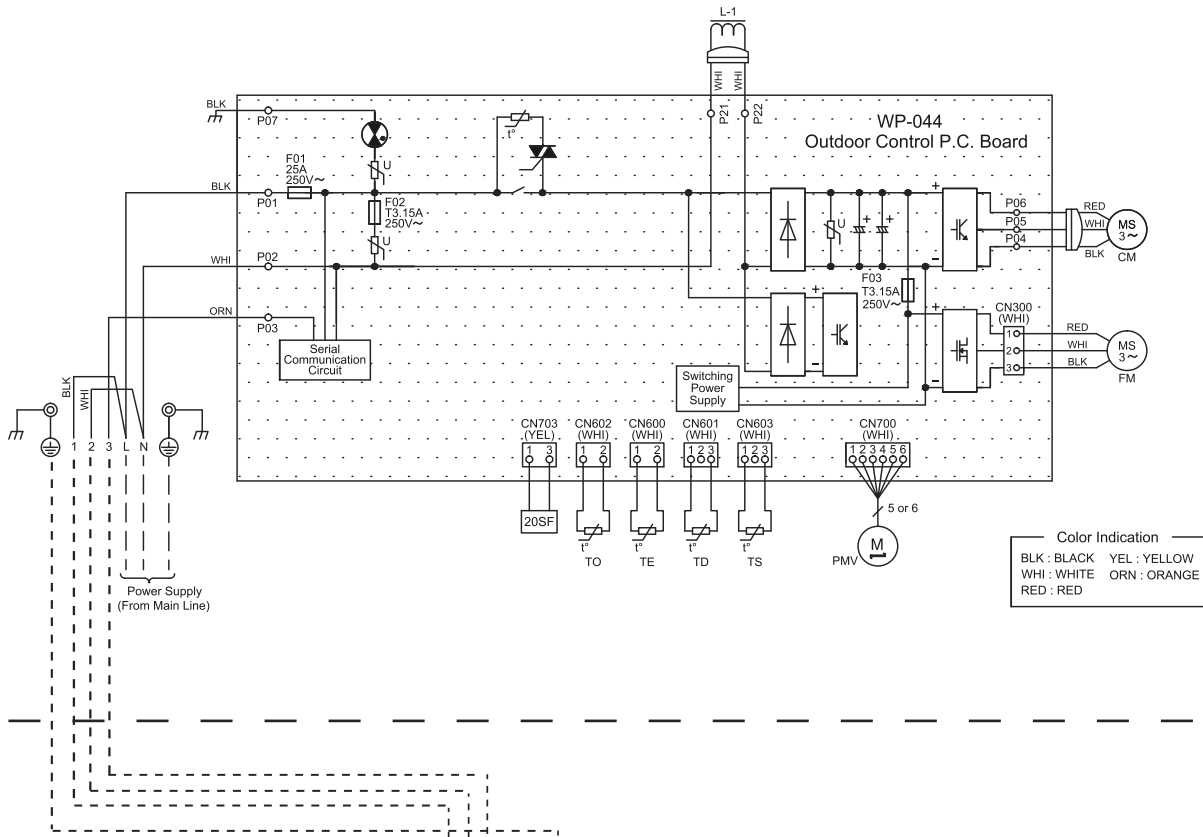 L-1
WHI WHI
P21 P22
BLK
P07
WP-044
Outdoor Control P.C. Board
t°
U
F01
25A
250V～
BLK
P01
F02
T3.15A
250V～
U
U
+ +
+
P06
RED
P05
WHI
P04
BLK
MS
3～
CM
WHI
P02
－
F03
T3.15A
250V～
ORN
P03
Serial
Communication
Circuit
+
－
+
－
CN300
(WHI)
1
2
3
RED
WHI
BLK
MS
3～
FM
Switching
Power
Supply
BLK
WHI
1 2 3 L N
CN703
(YEL)
1 3
CN602
(WHI)
1 2
CN600
(WHI)
1 2
CN601
(WHI)
1 2 3
CN603
(WHI)
1 2 3
CN700
(WHI)
1 2 3 4 5 6
20SF
t°
TO
t°
TE
t°
TD
t°
TS
5 or 6
M
PMV
Power Supply
(From Main Line)
Color Indication
BLK : BLACK YEL : YELLOW
WHI : WHITE ORN : ORANGE
RED : RED